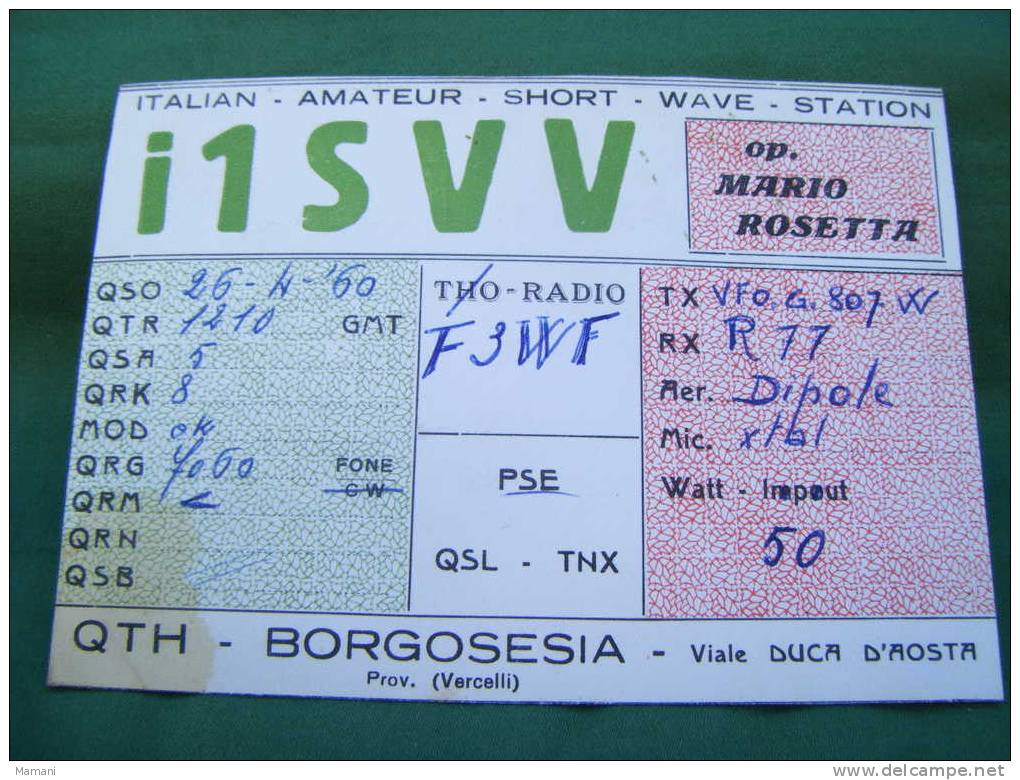 ITALIAN - AMATEUR - SHORT - WAVE - STATION
i1SVV
op.
MARIO
ROSETTA
QSO 26-4-'60
QTR 1210 GMT
QSA 5
QRK 8
MOD OK
QRG 7060 FONE
CW
QRM
QRN
QSB
THO-RADIO
F3WF
PSE
QSL - TNX
TX VFO. G. 807 W
RX R 77
Aer. Dipole
Mic. xtal
Watt - Imput
50
QTH - BORGOSESIA - Viale DUCA D'AOSTA
Prov. (Vercelli)
Mamani
www.delcampe.net